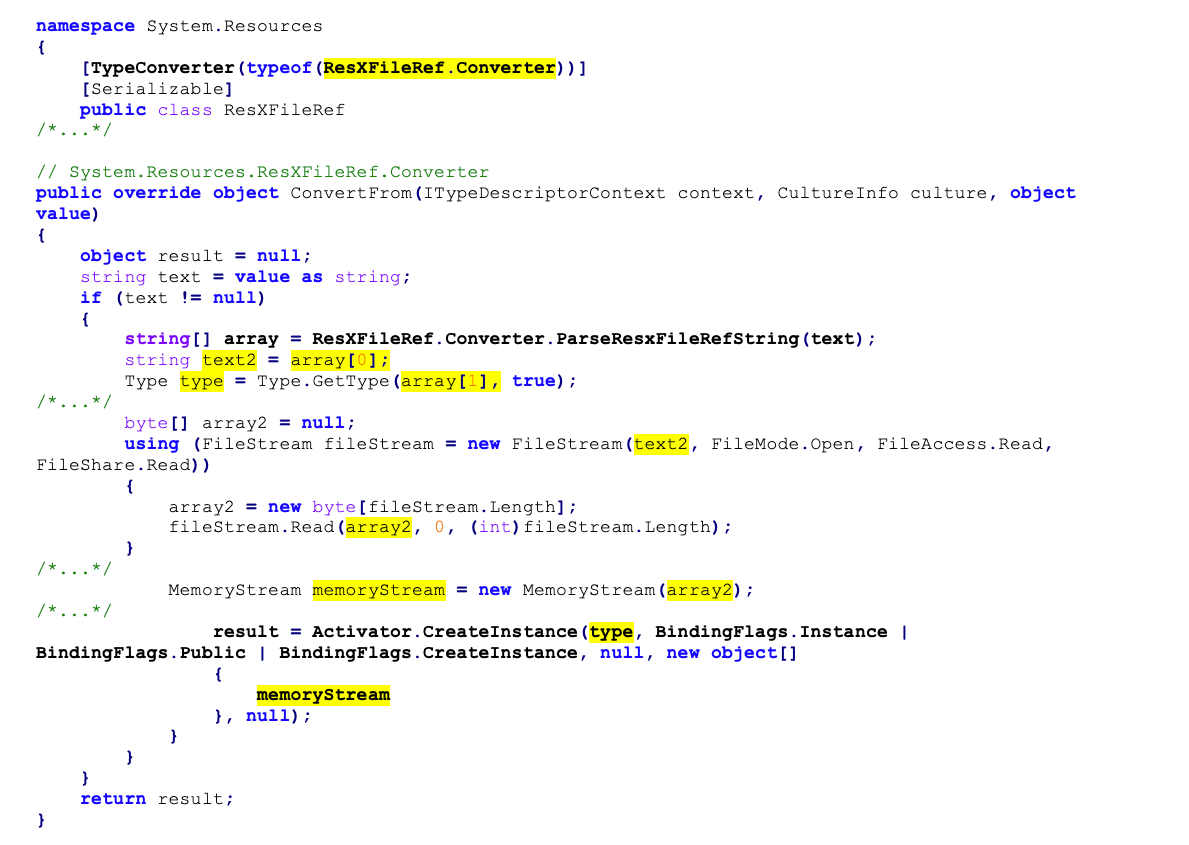 namespace System.Resources
{
[TypeConverter(typeof(ResXFileRef.Converter))]
[Serializable]
public class ResXFileRef
/*...*/
// System.Resources.ResXFileRef.Converter
public override object ConvertFrom(ITypeDescriptorContext context, CultureInfo culture, object
value)
{
object result = null;
string text = value as string;
if (text != null)
{
string[] array = ResXFileRef.Converter.ParseResxFileRefString(text);
string text2 = array[0];
Type type = Type.GetType(array[1], true);
/*...*/
byte[] array2 = null;
using (FileStream fileStream = new FileStream(text2, FileMode.Open, FileAccess.Read,
FileShare.Read))
{
array2 = new byte[fileStream.Length];
fileStream.Read(array2, 0, (int)fileStream.Length);
}
/*...*/
MemoryStream memoryStream = new MemoryStream(array2);
/*...*/
result = Activator.CreateInstance(type, BindingFlags.Instance |
BindingFlags.Public | BindingFlags.CreateInstance, null, new object[]
{
memoryStream
}, null);
}
}
}
return result;
}